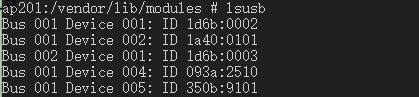 ap201:/vendor/lib/modules # lsusb
Bus 001 Device 001: ID 1d6b:0002
Bus 001 Device 002: ID 1a40:0101
Bus 002 Device 001: ID 1d6b:0003
Bus 001 Device 004: ID 093a:2510
Bus 001 Device 005: ID 350b:9101